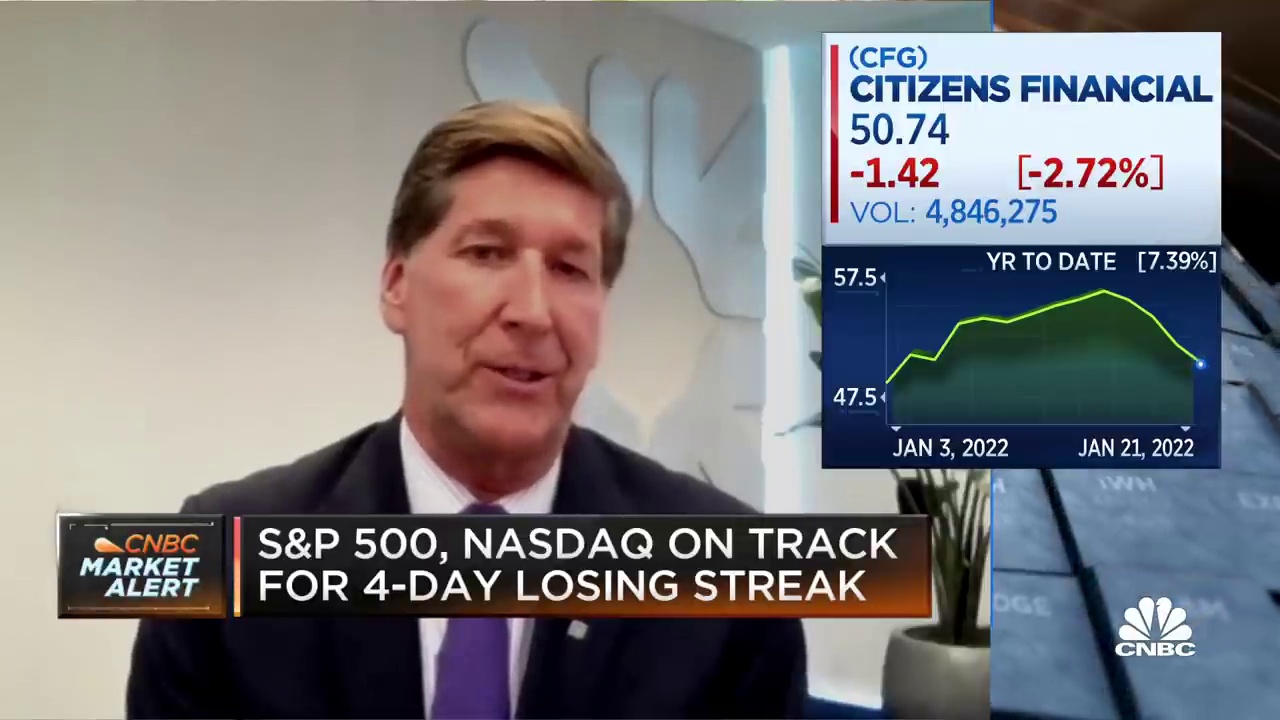 (CFG)
CITIZENS FINANCIAL
50.74
-1.42 [-2.72%]
VOL: 4,846,275
YR TO DATE [7.39%]
57.5
47.5
JAN 3, 2022 JAN 21, 2022
CNBC
MARKET
ALERT
S&P 500, NASDAQ ON TRACK
FOR 4-DAY LOSING STREAK
CNBC